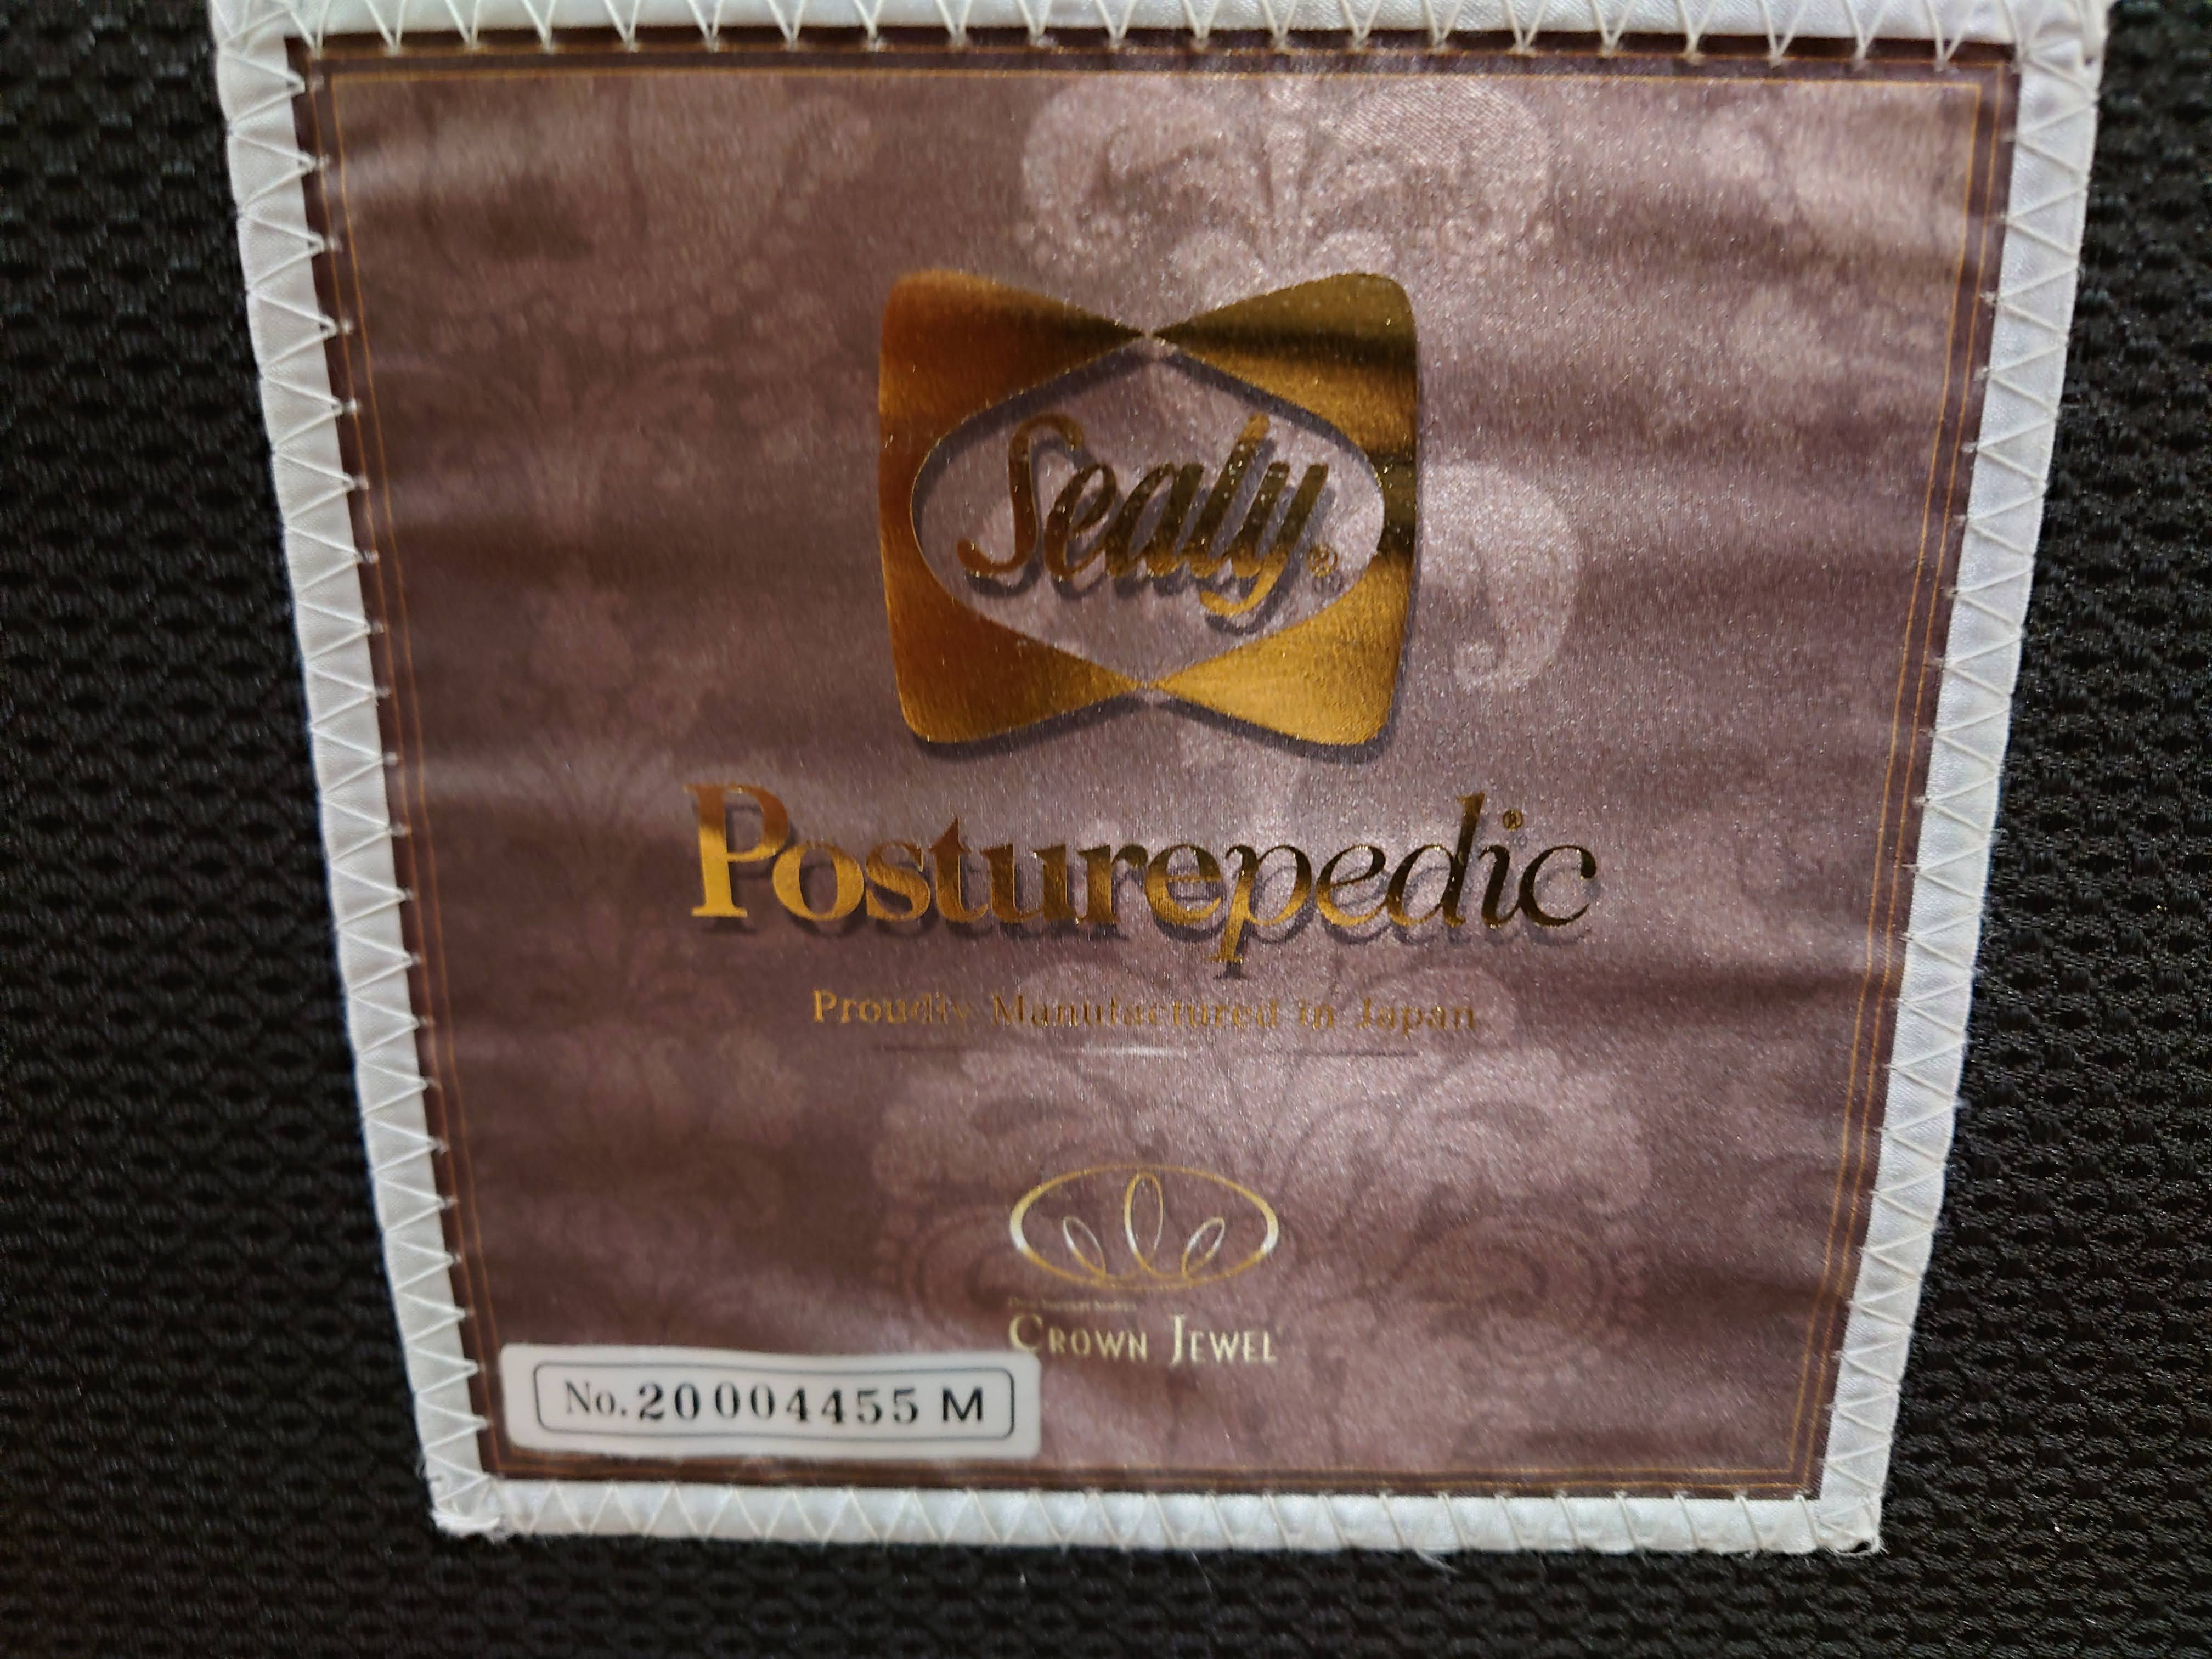 Sealy®
Posturepedic®
Proudly Manufactured in Japan
CROWN JEWEL
No. 20004455 M